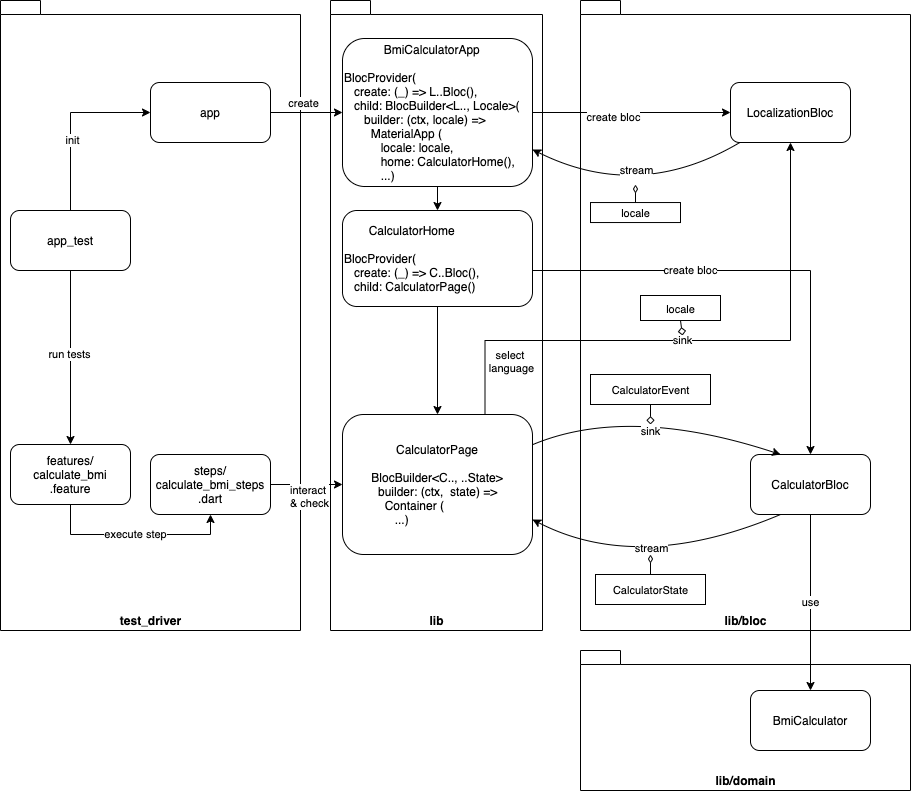 app
init
app_test
run tests
features/
calculate_bmi
.feature
steps/
calculate_bmi_steps
.dart
execute step
test_driver
create
interact
& check
BmiCalculatorApp
BlocProvider(
create: (_) => L..Bloc(),
child: BlocBuilder<L.., Locale>(
builder: (ctx, locale) =>
MaterialApp (
locale: locale,
home: CalculatorHome(),
...)
CalculatorHome
BlocProvider(
create: (_) => C..Bloc(),
child: CalculatorPage()
select
language
CalculatorPage
BlocBuilder<C.., ..State>
builder: (ctx,  state) =>
Container (
...)
lib
create bloc
LocalizationBloc
stream
locale
create bloc
locale
sink
CalculatorEvent
sink
CalculatorBloc
stream
CalculatorState
use
lib/bloc
BmiCalculator
lib/domain